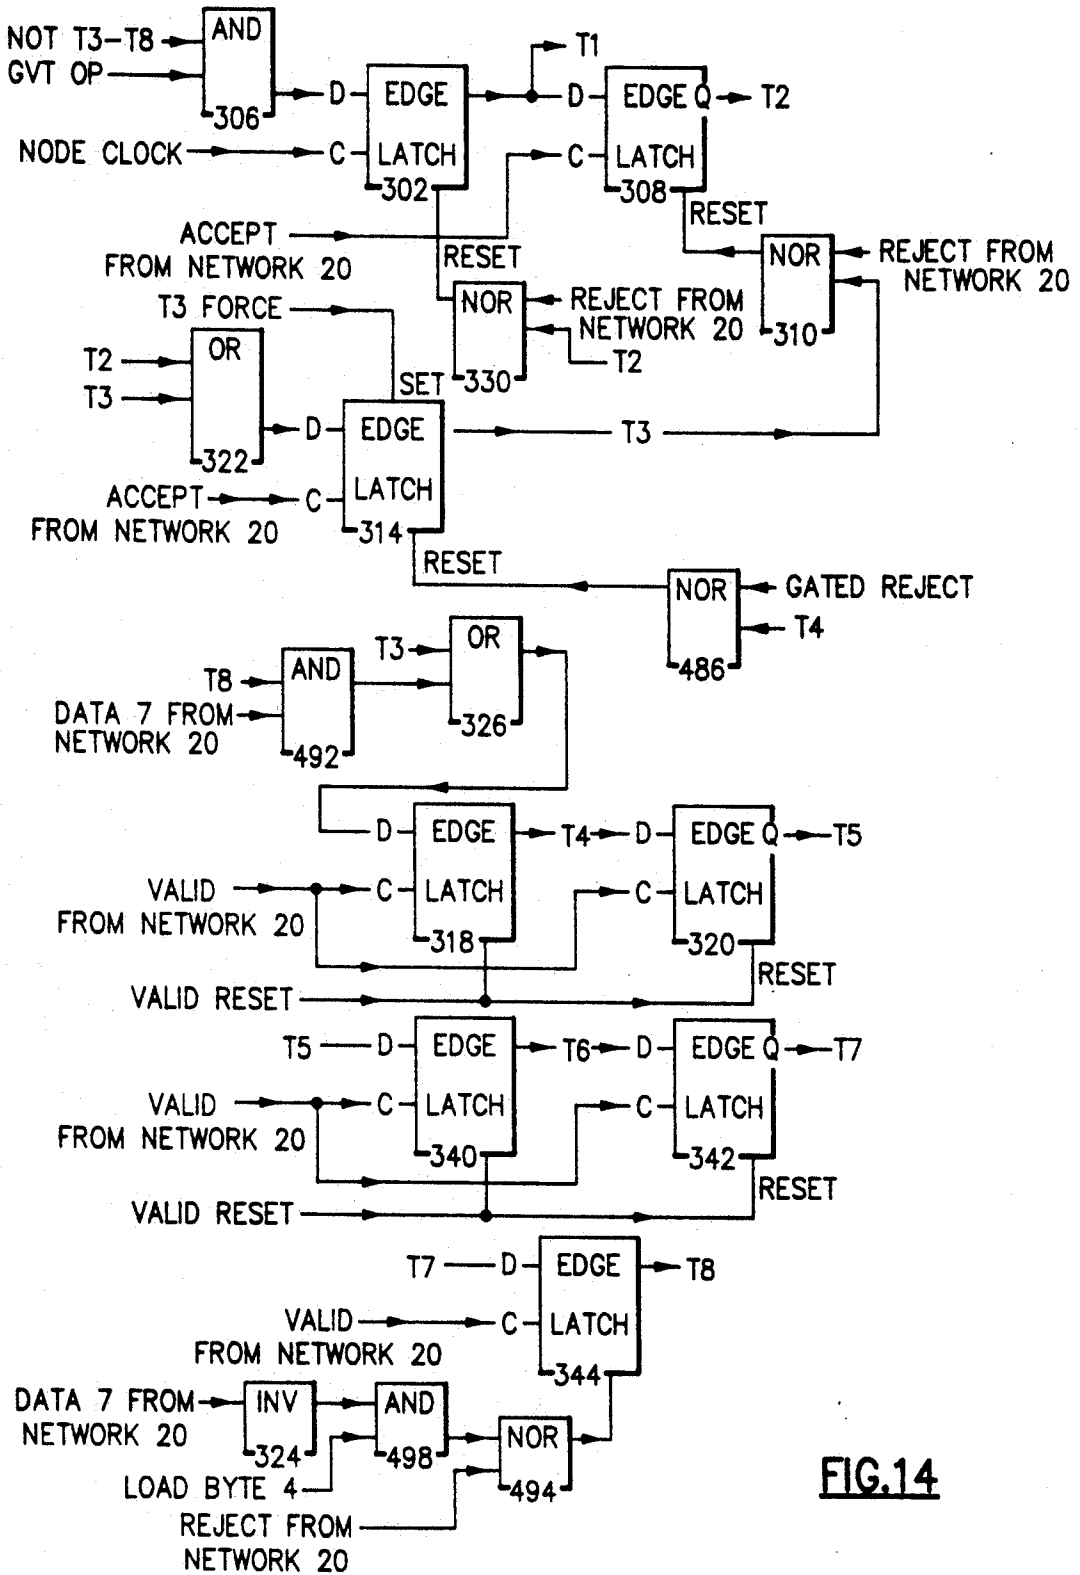 AND
NOT T3-T8
GVT OP
306
T1
D EDGE
D EDGE Q T2
NODE CLOCK C LATCH
C LATCH
302
308
RESET
ACCEPT
FROM NETWORK 20
RESET
NOR
REJECT FROM
NETWORK 20
310
T3 FORCE
NOR
REJECT FROM
NETWORK 20
T2
330
OR
T2
T3
322
SET
D EDGE
T3
ACCEPT
FROM NETWORK 20
C LATCH
314
RESET
NOR
GATED REJECT
T4
486
T3
OR
326
T8
AND
DATA 7 FROM
NETWORK 20
492
D EDGE T4 D EDGE Q T5
VALID
FROM NETWORK 20
C LATCH
C LATCH
318
320
RESET
VALID RESET
T5 D EDGE T6 D EDGE Q T7
VALID
FROM NETWORK 20
C LATCH
C LATCH
340
342
RESET
VALID RESET
T7 D EDGE T8
VALID
FROM NETWORK 20
C LATCH
344
DATA 7 FROM
NETWORK 20
INV
324
AND
498
NOR
494
LOAD BYTE 4
REJECT FROM
NETWORK 20
FIG.14